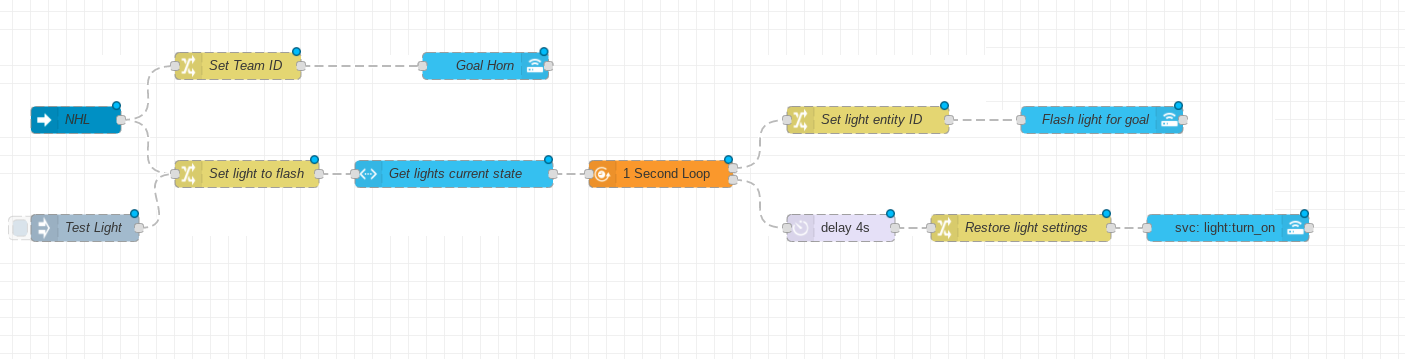 Set Team ID
Goal Horn
NHL
Set light entity ID
Flash light for goal
Set light to flash
Get lights current state
1 Second Loop
Test Light
delay 4s
Restore light settings
svc: light:turn_on